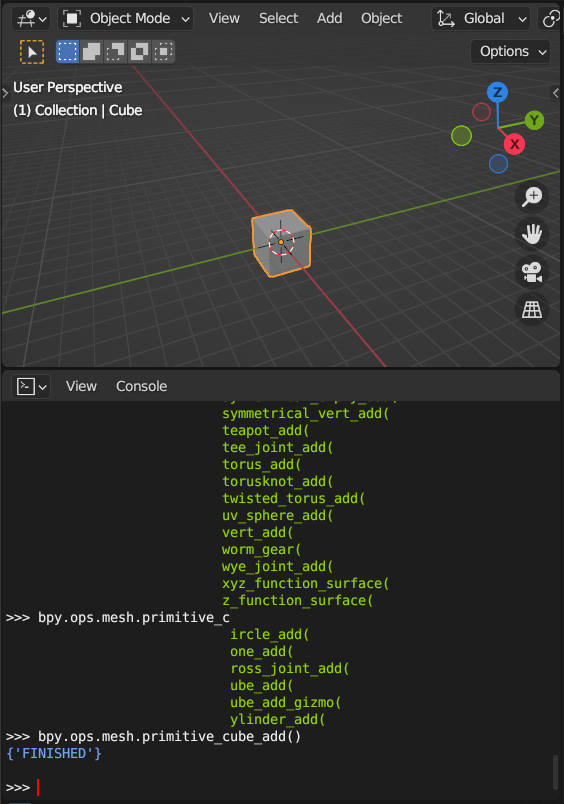 Object Mode View Select Add Object Global
Options
User Perspective
(1) Collection | Cube
Z
Y
X
View Console
symmetrical_vert_add(
teapot_add(
tee_joint_add(
torus_add(
torusknot_add(
twisted_torus_add(
uv_sphere_add(
vert_add(
worm_gear(
wye_joint_add(
xyz_function_surface(
z_function_surface(
>>> bpy.ops.mesh.primitive_c
ircle_add(
one_add(
ross_joint_add(
ube_add(
ube_add_gizmo(
ylinder_add(
>>> bpy.ops.mesh.primitive_cube_add()
{'FINISHED'}
>>>